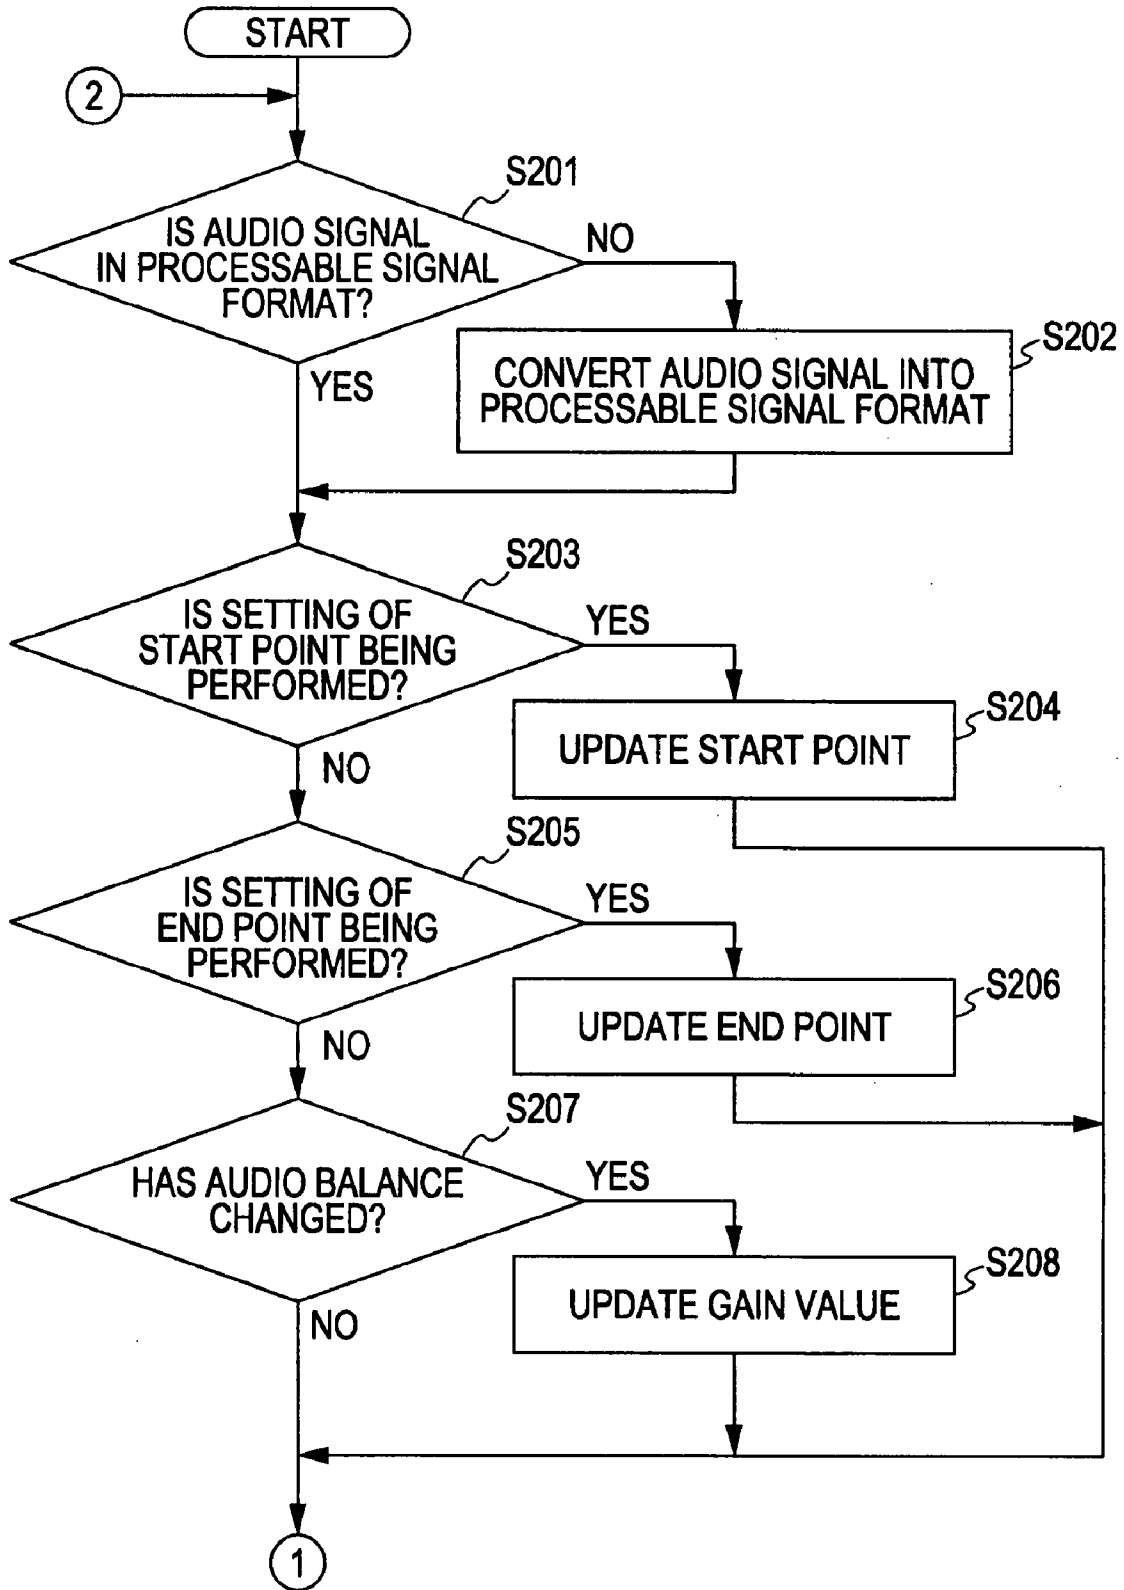 START
2
S201
IS AUDIO SIGNAL
IN PROCESSABLE SIGNAL
FORMAT?
NO
YES
S202
CONVERT AUDIO SIGNAL INTO
PROCESSABLE SIGNAL FORMAT
S203
IS SETTING OF
START POINT BEING
PERFORMED?
YES
NO
S204
UPDATE START POINT
S205
IS SETTING OF
END POINT BEING
PERFORMED?
YES
NO
S206
UPDATE END POINT
S207
HAS AUDIO BALANCE
CHANGED?
YES
NO
S208
UPDATE GAIN VALUE
1